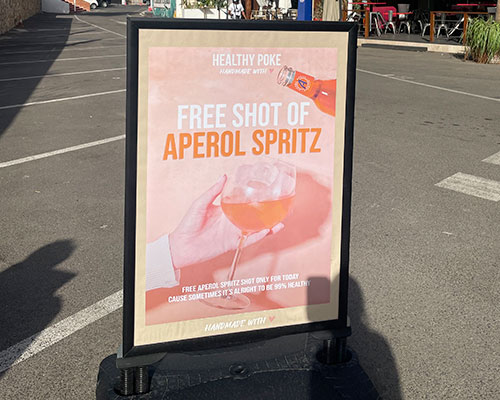 HEALTHY POKE
HANDMADE WITH
FREE SHOT OF
APEROL SPRITZ
FREE APEROL SPRITZ SHOT ONLY FOR TODAY
CAUSE SOMETIMES IT'S ALRIGHT TO BE 99% HEALTHY
HANDMADE WITH